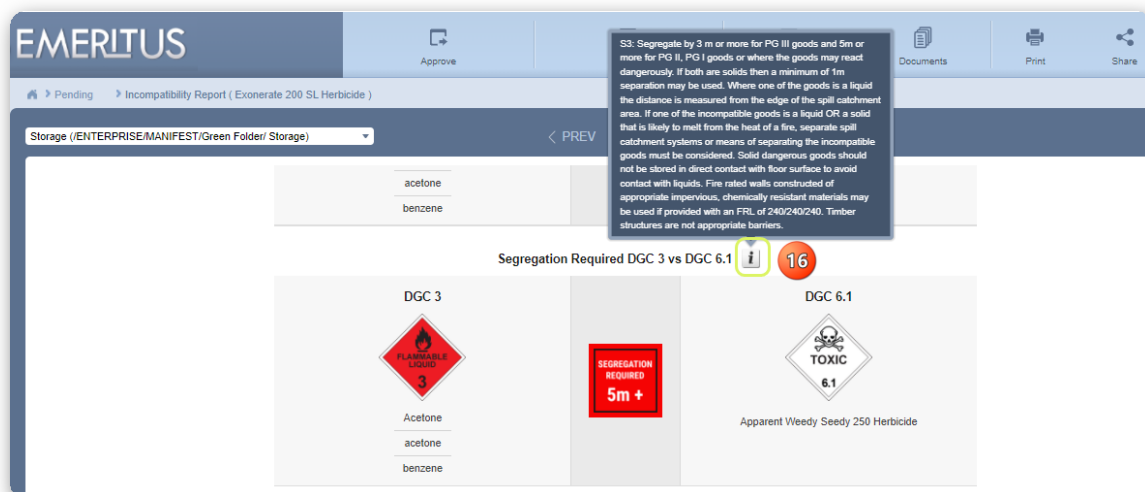 EMERITUS
Approve
Documents
Print
Share
Pending
Incompatibility Report ( Exonerate 200 SL Herbicide )
Storage (/ENTERPRISE/MANIFEST/Green Folder/ Storage)
PREV
S3: Segregate by 3 m or more for PG III goods and 5m or
more for PG II, PG I goods or where the goods may react
dangerously. If both are solids then a minimum of 1m
separation may be used. Where one of the goods is a liquid
the distance is measured from the edge of the spill catchment
area. If one of the incompatible goods is a liquid OR a solid
that is likely to melt from the heat of a fire, separate spill
catchment systems or means of separating the incompatible
goods must be considered. Solid dangerous goods should
not be stored in direct contact with floor surface to avoid
contact with liquids. Fire rated walls constructed of
appropriate impervious, chemically resistant materials may
be used if provided with an FRL of 240/240/240. Timber
structures are not appropriate barriers.
acetone
benzene
Segregation Required DGC 3 vs DGC 6.1
i
16
DGC 3
FLAMMABLE
LIQUID
3
Acetone
acetone
benzene
SEGREGATION
REQUIRED
5m +
DGC 6.1
TOXIC
6.1
Apparent Weedy Seedy 250 Herbicide